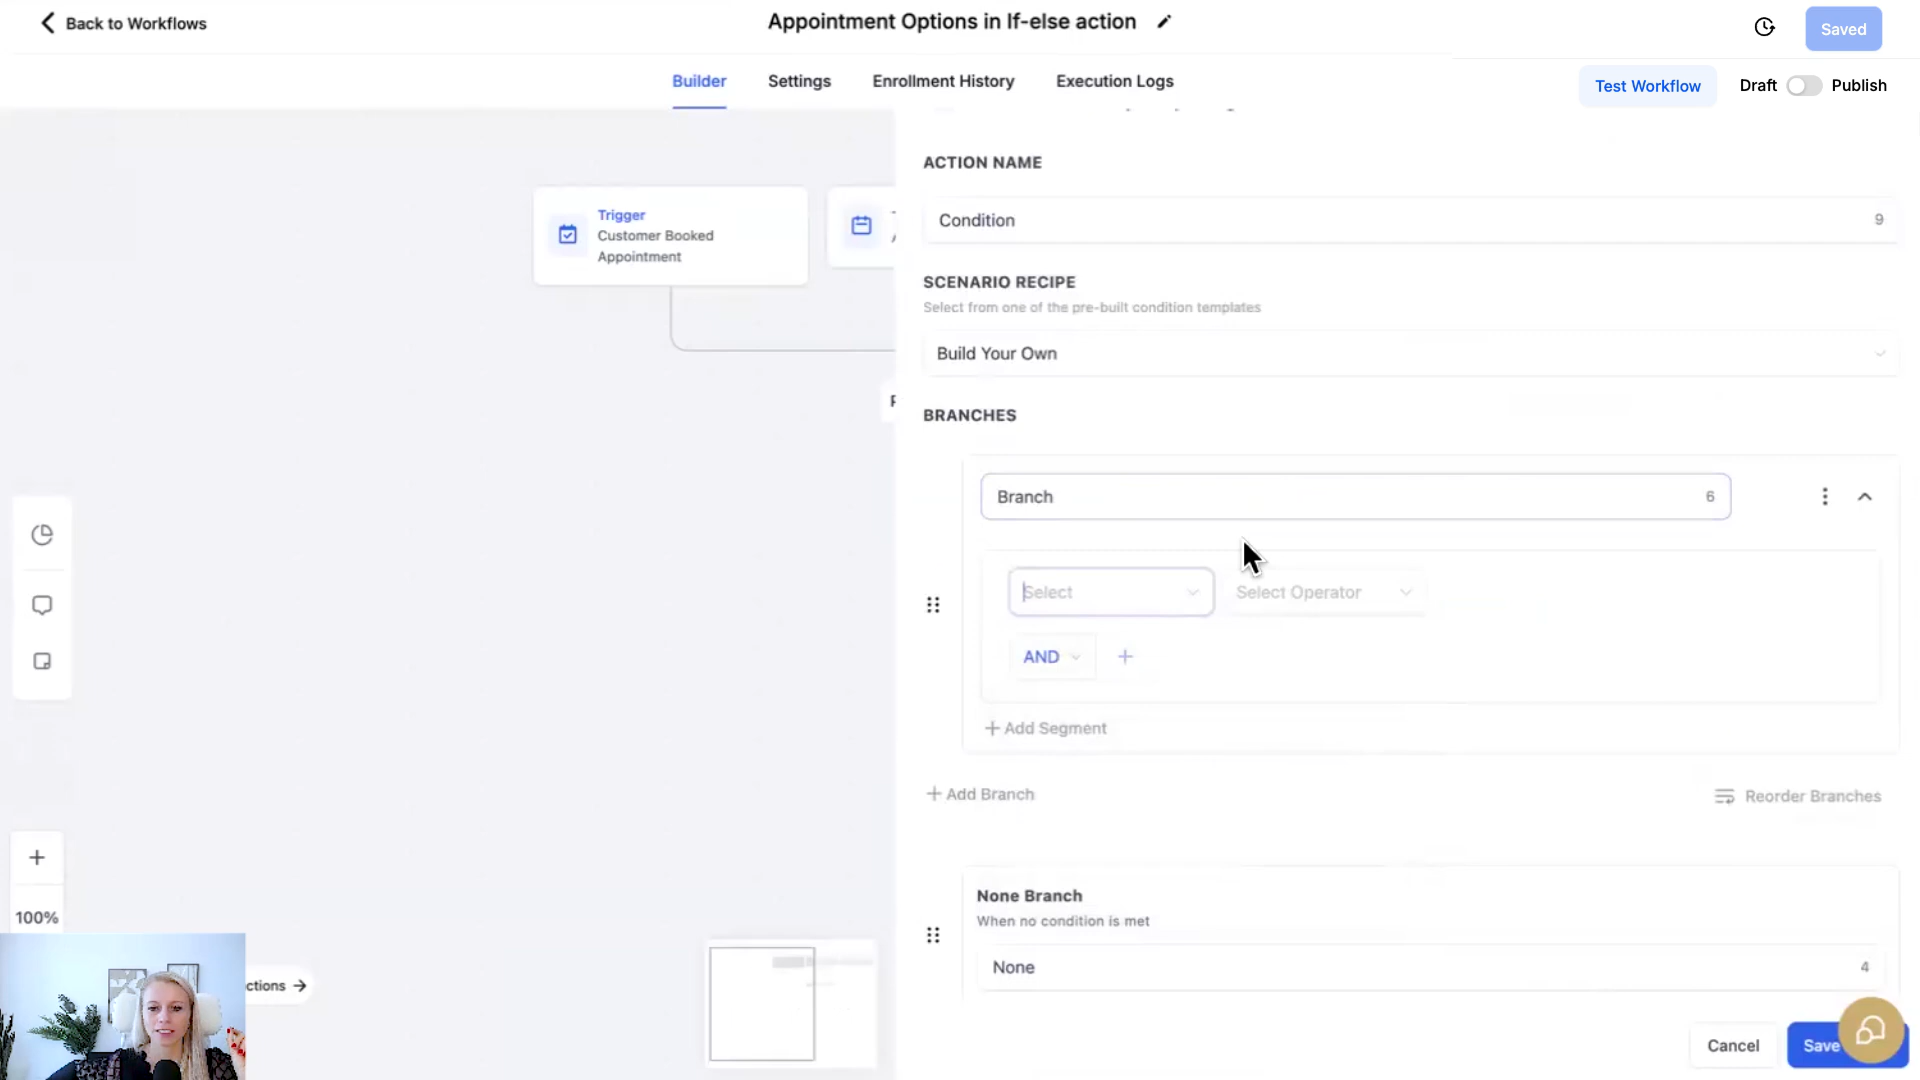 Back to Workflows
Appointment Options in If-else action
Saved
Builder
Settings
Enrollment History
Execution Logs
Test Workflow
Draft
Publish
ACTION NAME
Condition
9
SCENARIO RECIPE
Select from one of the pre-built condition templates
Build Your Own
BRANCHES
Branch
6
Select
Select Operator
AND
+ Add Segment
+ Add Branch
Reorder Branches
None Branch
When no condition is met
None
4
Cancel
Save
Trigger
Customer Booked
Appointment
100%
ctions →